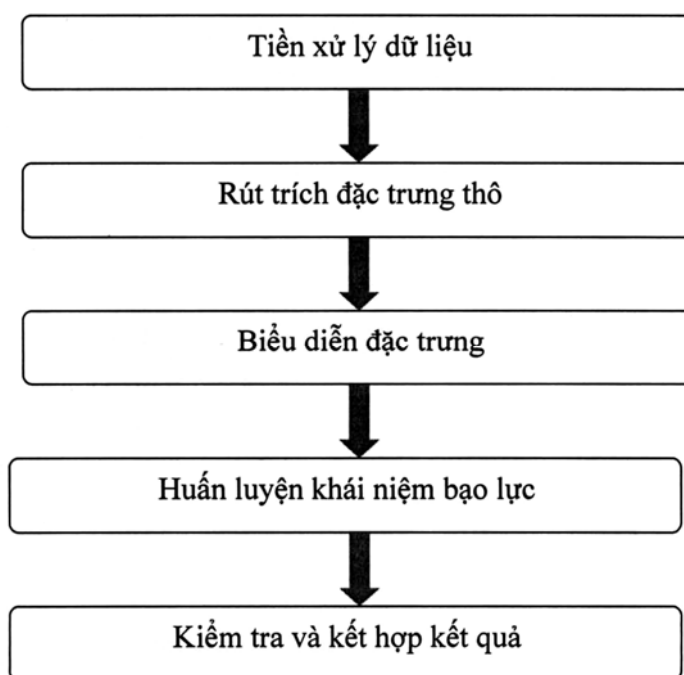 Tiền xử lý dữ liệu
Rút trích đặc trưng thô
Biểu diễn đặc trưng
Huấn luyện khái niệm bạo lực
Kiểm tra và kết hợp kết quả